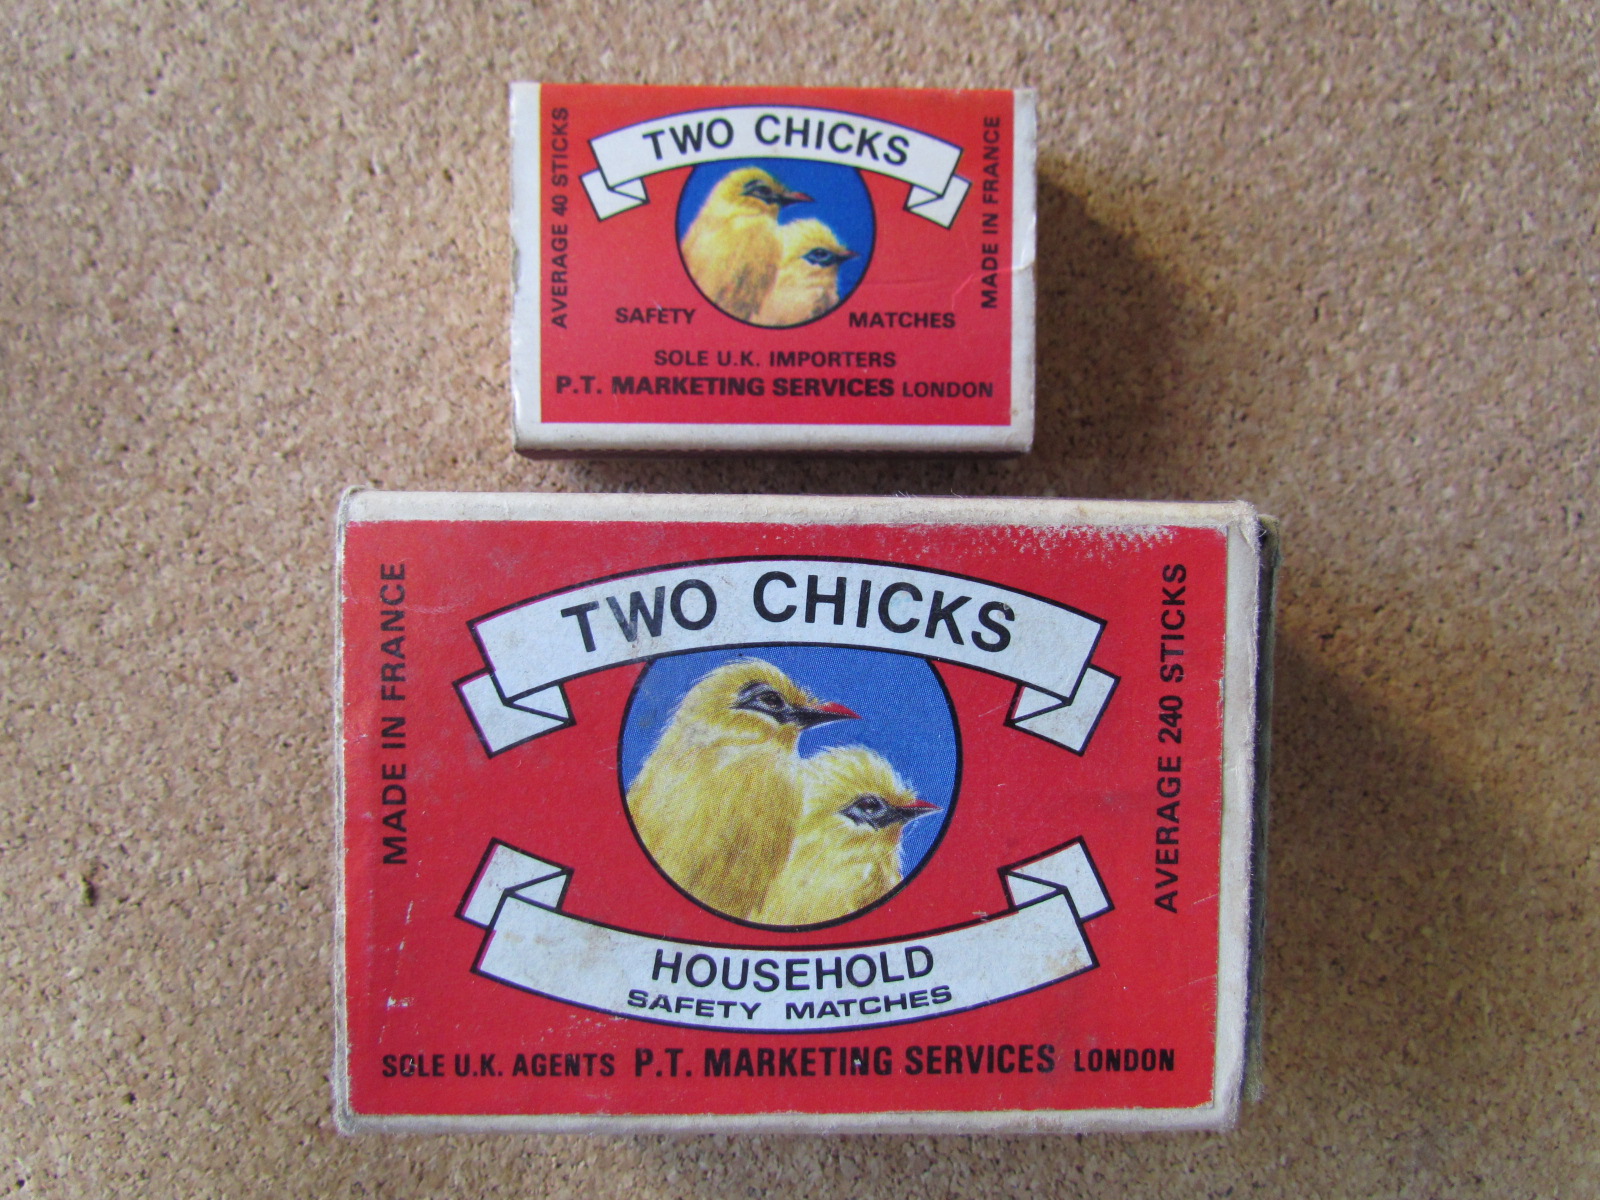 TWO CHICKS
AVERAGE 40 STICKS
MADE IN FRANCE
SAFETY MATCHES
SOLE U.K. IMPORTERS
P.T. MARKETING SERVICES LONDON
TWO CHICKS
MADE IN FRANCE
AVERAGE 240 STICKS
HOUSEHOLD
SAFETY MATCHES
SOLE U.K. AGENTS P.T. MARKETING SERVICES LONDON